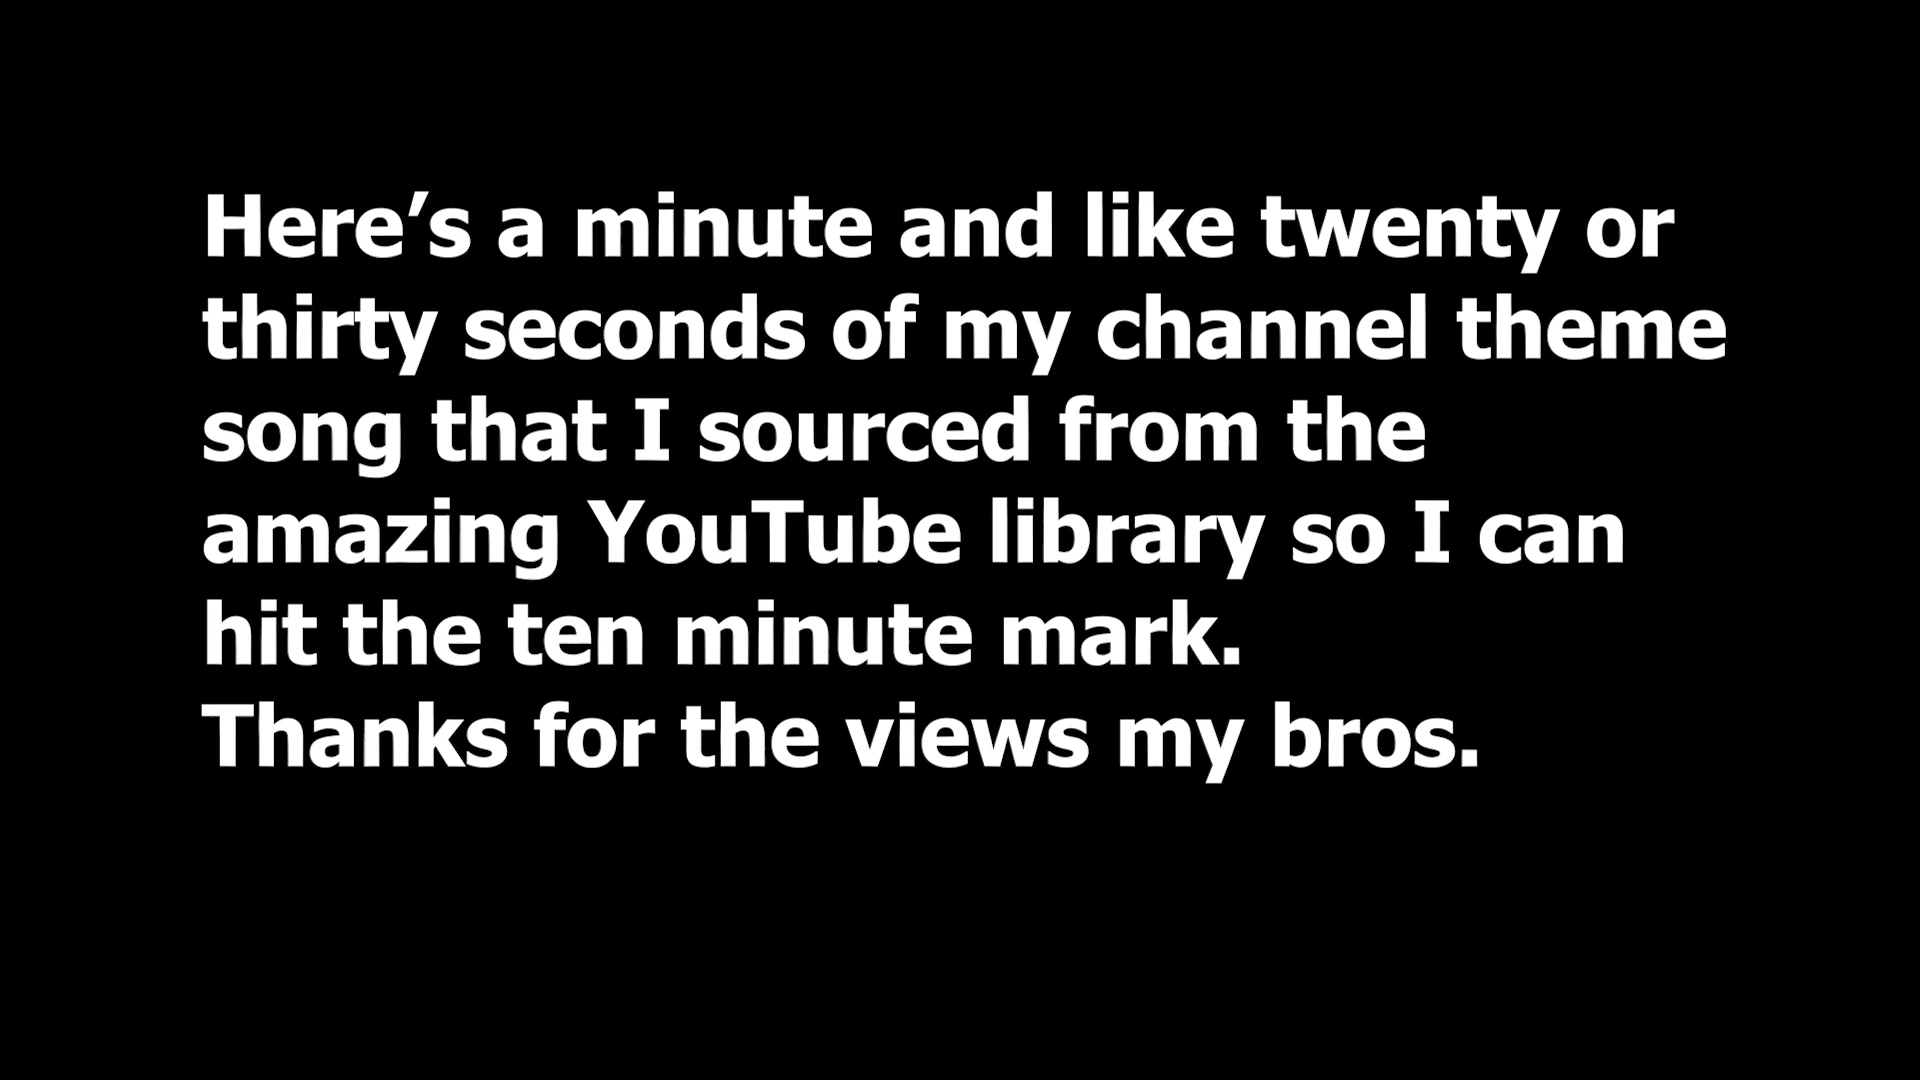 Here’s a minute and like twenty or
thirty seconds of my channel theme
song that I sourced from the
amazing YouTube library so I can
hit the ten minute mark.
Thanks for the views my bros.